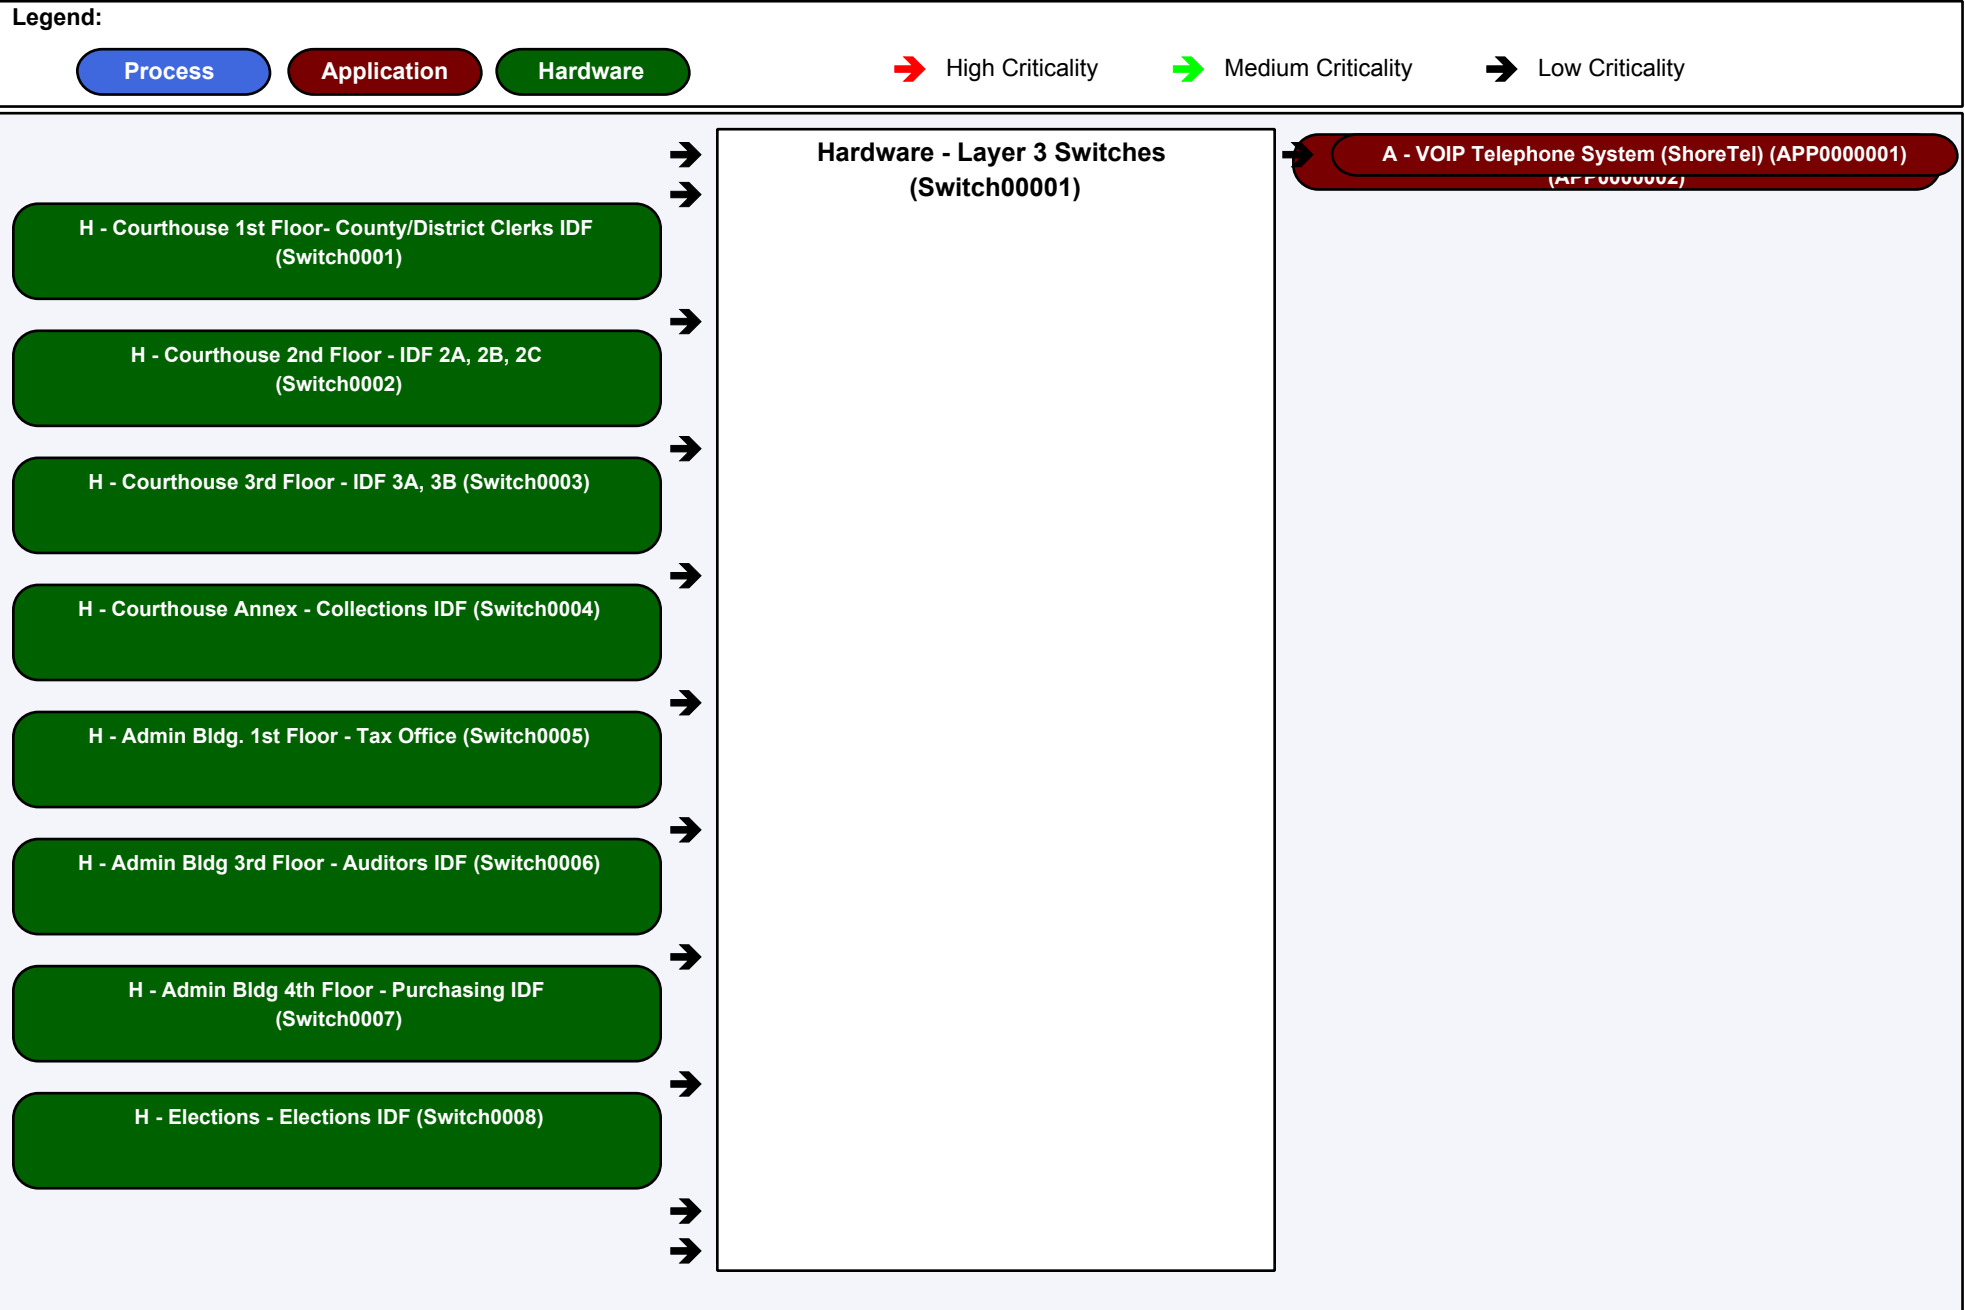 Legend:
Process
Application
Hardware
High Criticality
Medium Criticality
Low Criticality
Hardware - Layer 3 Switches
(Switch00001)
A - VOIP Telephone System (ShoreTel) (APP0000001)
(APP0000002)
H - Courthouse 1st Floor- County/District Clerks IDF
(Switch0001)
H - Courthouse 2nd Floor - IDF 2A, 2B, 2C
(Switch0002)
H - Courthouse 3rd Floor - IDF 3A, 3B (Switch0003)
H - Courthouse Annex - Collections IDF (Switch0004)
H - Admin Bldg. 1st Floor - Tax Office (Switch0005)
H - Admin Bldg 3rd Floor - Auditors IDF (Switch0006)
H - Admin Bldg 4th Floor - Purchasing IDF
(Switch0007)
H - Elections - Elections IDF (Switch0008)